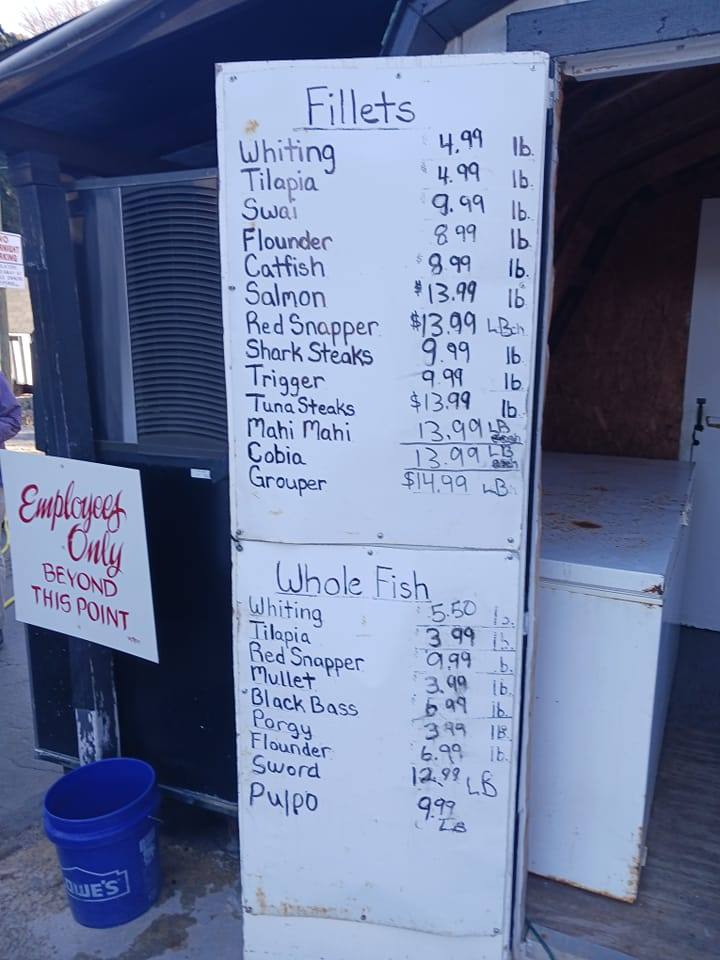 Fillets
Whiting 4.99 lb.
Tilapia 4.99 lb.
Swai 9.99 lb.
Flounder 8.99 lb
Catfish $8.99 lb.
Salmon $13.99 lb
Red Snapper $13.99 LB
Shark Steaks 9.99 lb
Trigger 9.99 lb.
Tuna Steaks $13.99 lb.
Mahi Mahi 13.99 LB
Cobia 13.99 LB
Grouper $14.99 LB
Whole Fish
Whiting 5.50
Tilapia 3.99 lb.
Red Snapper 9.99 b.
Mullet 3.99 lb.
Black Bass 6.99 lb
Porgy 3.99 lb.
Flounder 6.99 lb.
Sword 12.99 LB
Pulpo 9.99
LB
Employees
Only
BEYOND
THIS POINT
LOWE'S